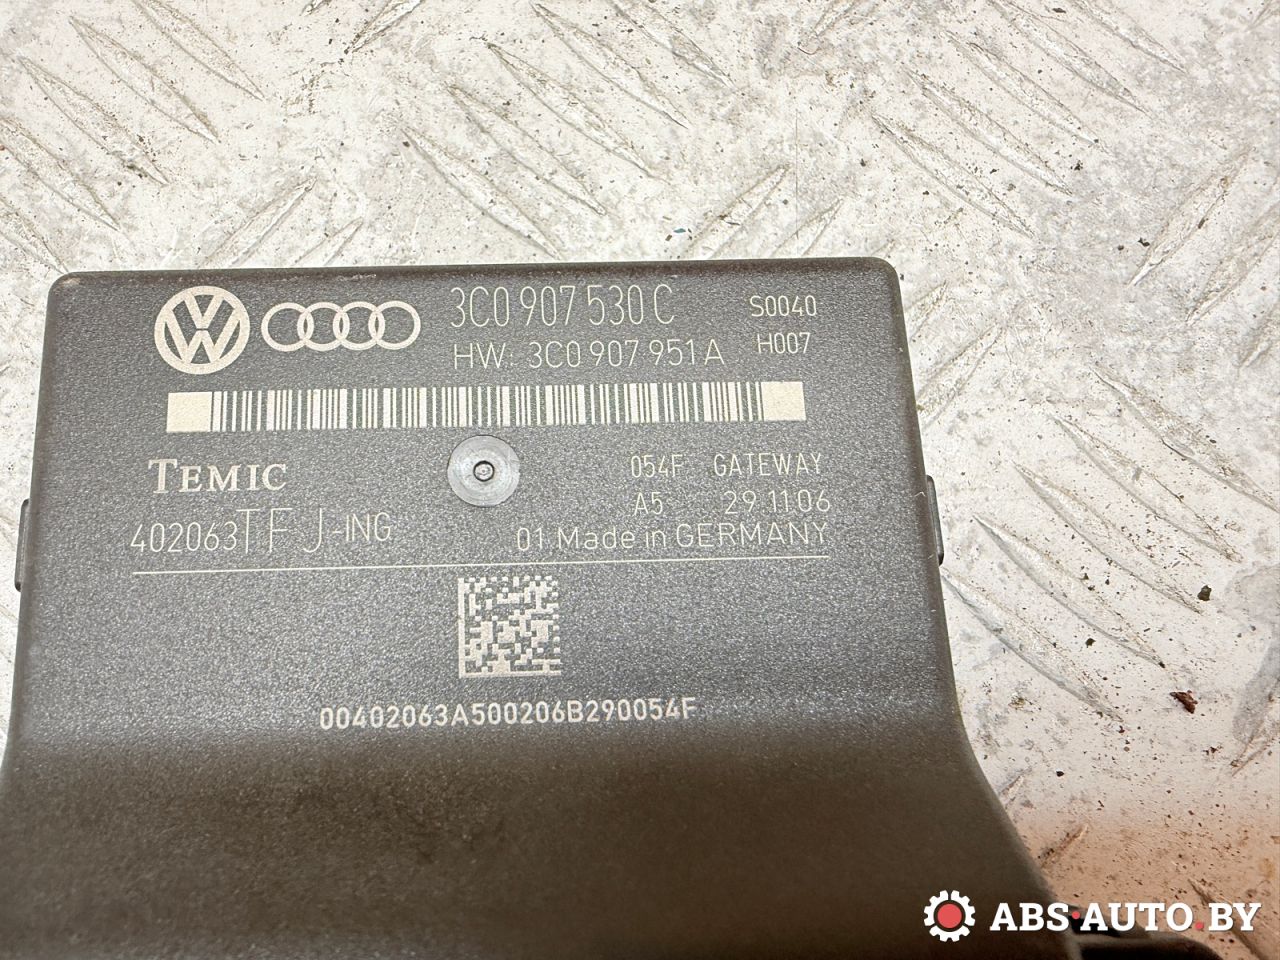 3C0 907 530 C S0040
HW: 3C0 907 951 A H007
TEMIC
054F GATEWAY
A5 29.11.06
402063TFJ-ING
01 Made in GERMANY
00402063A500206B290054F
ABS-AUTO.BY